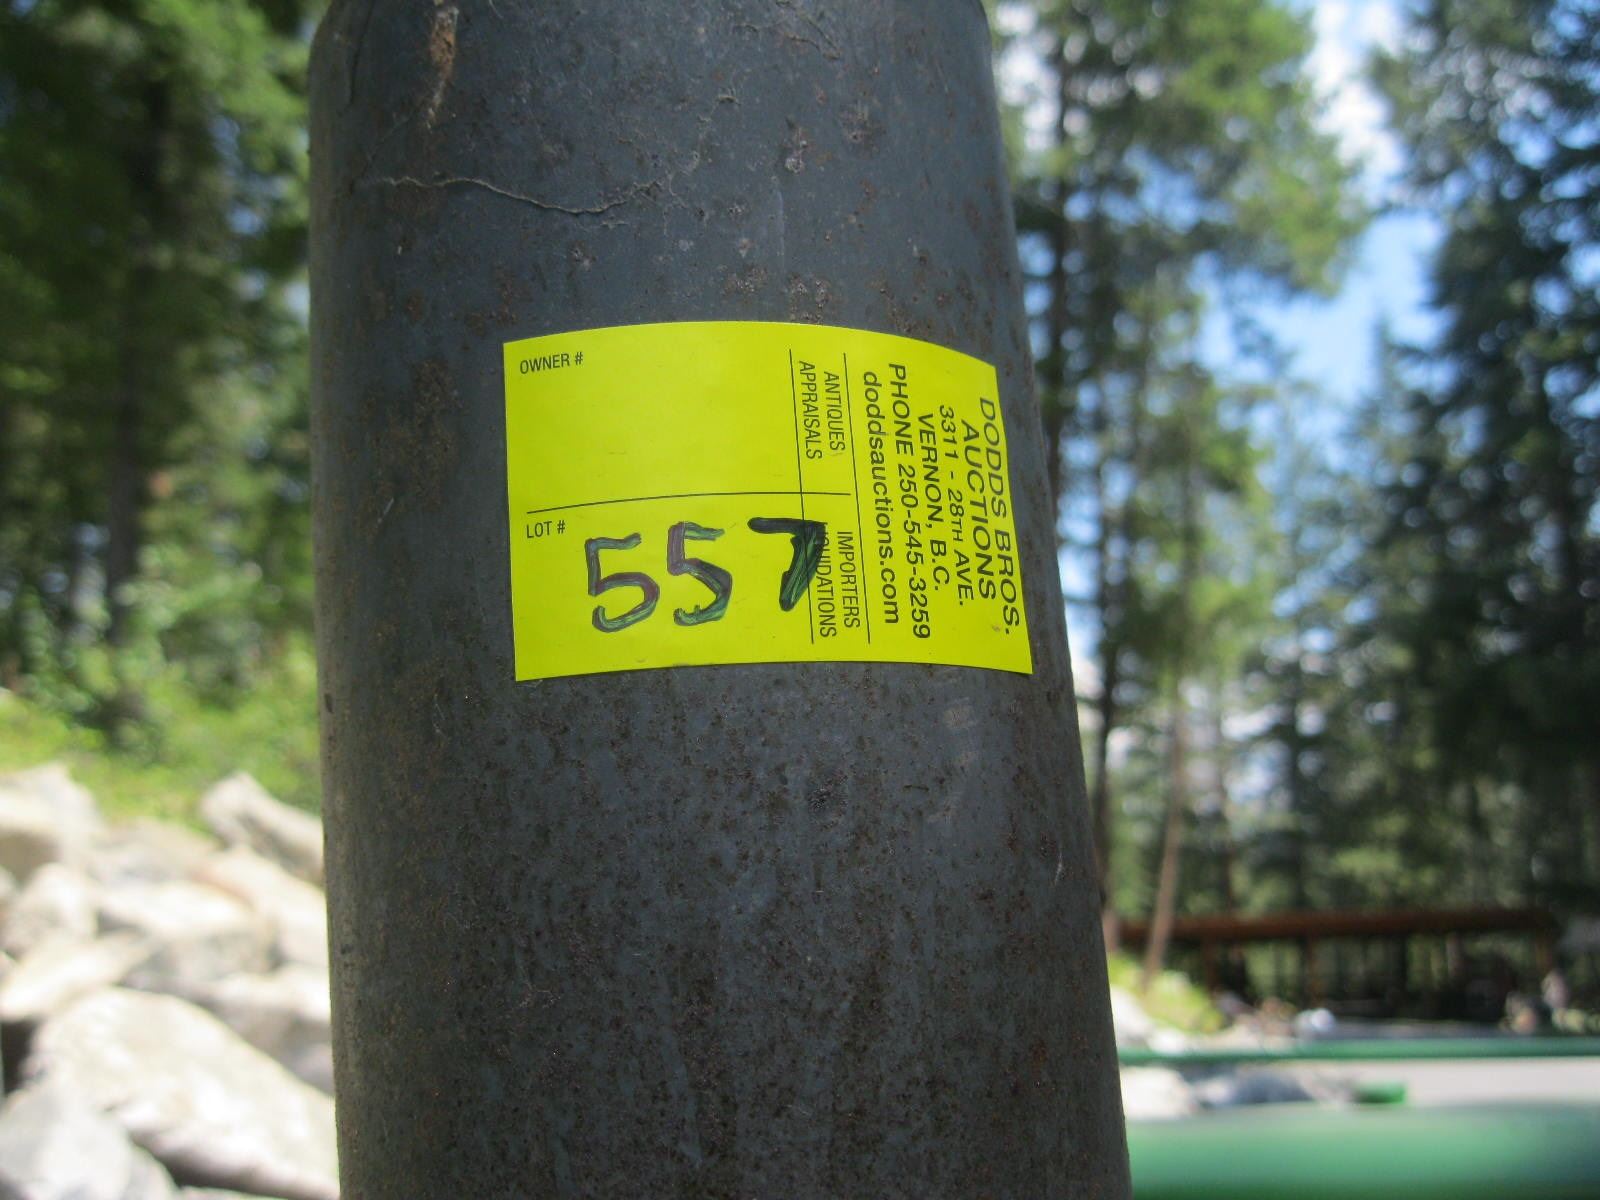 DODDS BROS.
AUCTIONS
3311 - 28TH AVE.
VERNON, B.C.
PHONE 250-545-3259
doddsauctions.com
ANTIQUES IMPORTERS
APPRAISALS LIQUIDATIONS
OWNER #
LOT # 557